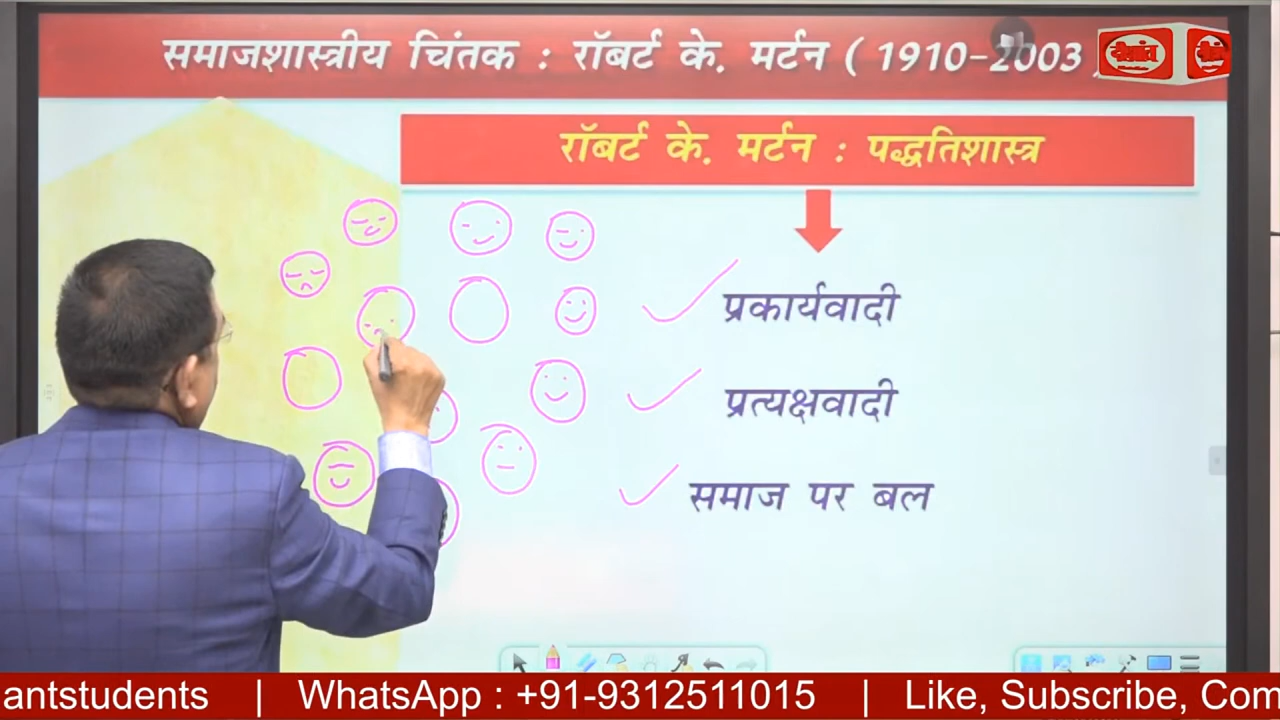 समाजशास्त्रीय चिंतक : रॉबर्ट के. मर्टन ( 1910-2003 )
रॉबर्ट के. मर्टन : पद्धतिशास्त्र
प्रकार्यवादी
प्रत्यक्षवादी
समाज पर बल
antstudents | WhatsApp : +91-9312511015 | Like, Subscribe, Com